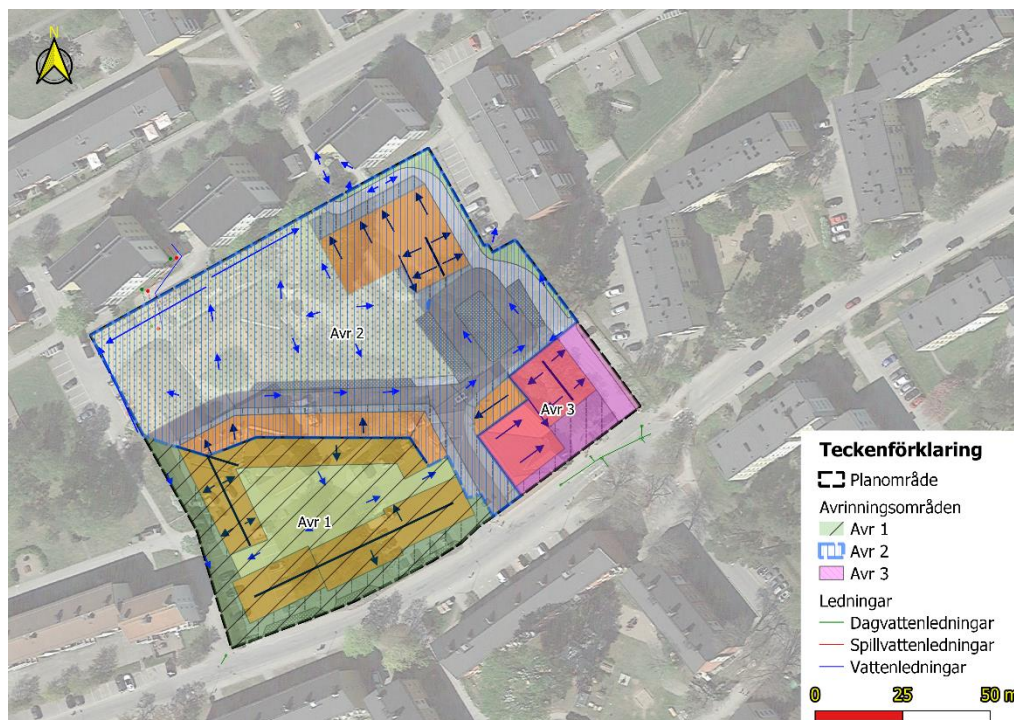 N
Avr 2
Avr 3
Avr 1
Teckenförklaring
Planområde
Avrinningsområden
Avr 1
Avr 2
Avr 3
Ledningar
Dagvattenledningar
Spillvattenledningar
Vattenledningar
0 25 50 m